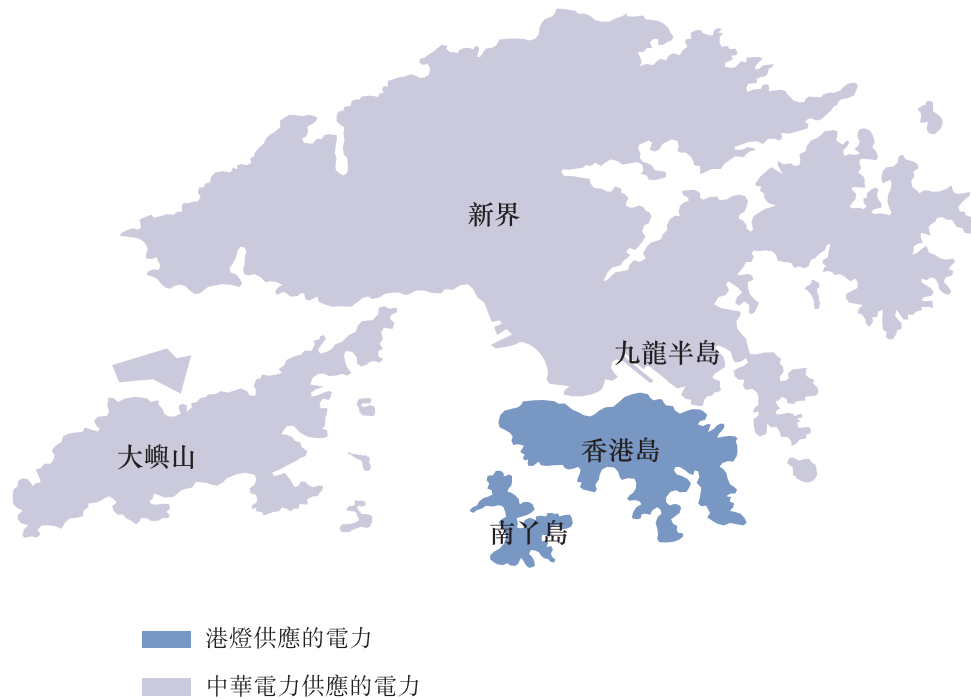 新界
九龍半島
大嶼山
香港島
南丫島
港燈供應的電力
中華電力供應的電力